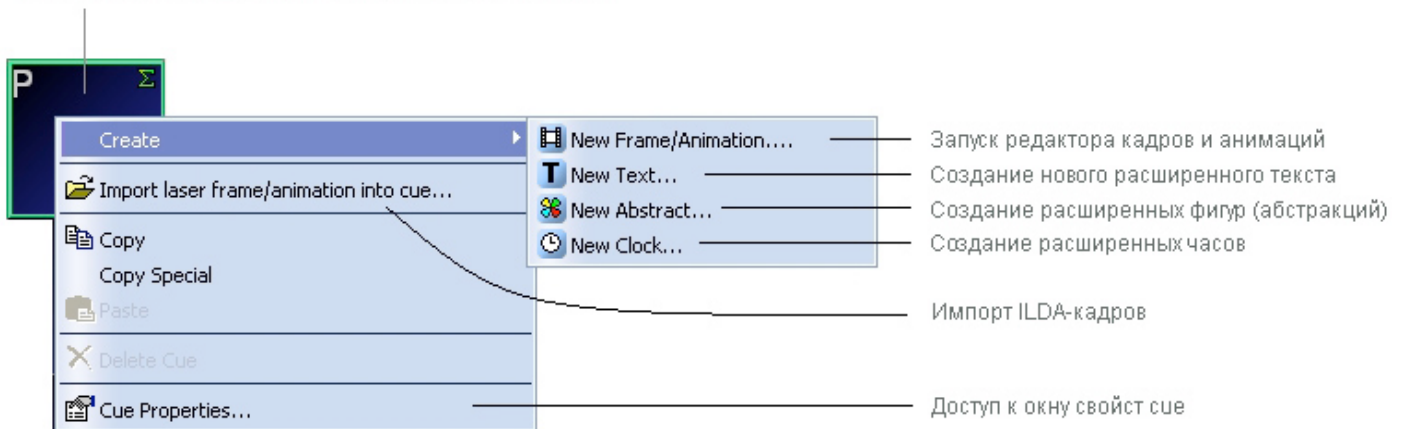 P Σ
Create
New Frame/Animation....
Запуск редактора кадров и анимаций
Import laser frame/animation into cue...
New Text...
Создание нового расширенного текста
New Abstract...
Создание расширенных фигур (абстракций)
Copy
New Clock...
Создание расширенных часов
Copy Special
Paste
Импорт ILDA-кадров
Delete Cue
Cue Properties...
Доступ к окну свойст cue